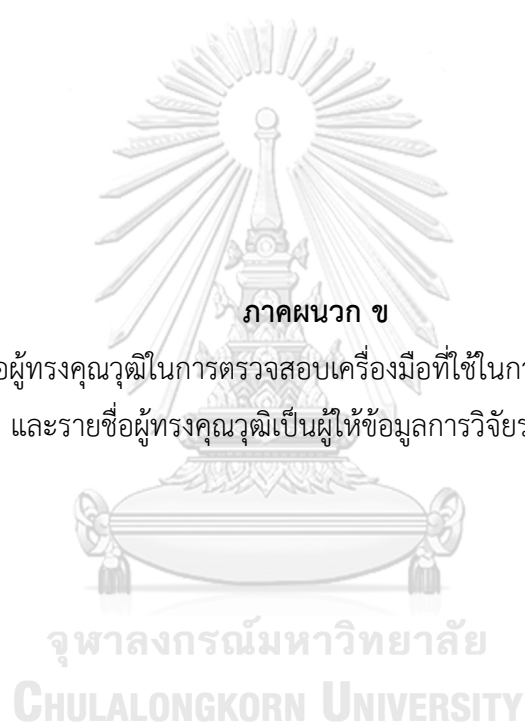 ภาคผนวก ข
อผู้ทรงคุณวุฒิในการตรวจสอบเครื่องมือที่ใช้ในกา
และรายชื่อผู้ทรงคุณวุฒิเป็นผู้ให้ข้อมูลการวิจัยร
จุฬาลงกรณ์มหาวิทยาลัย
CHULALONGKORN UNIVERSITY